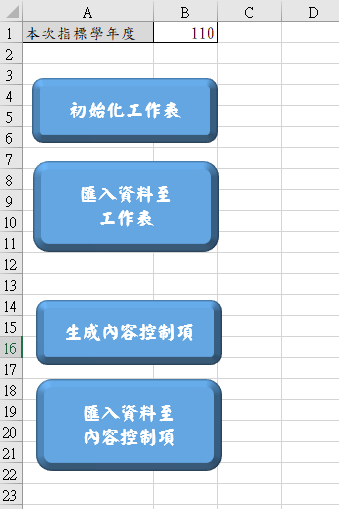 A B C D
1 本次指標學年度 110
2
3
4
5 初始化工作表
6
7
8
9 匯入資料至
10 工作表
11
12
13
14
15 生成內容控制項
16
17
18
19 匯入資料至
20 內容控制項
21
22
23